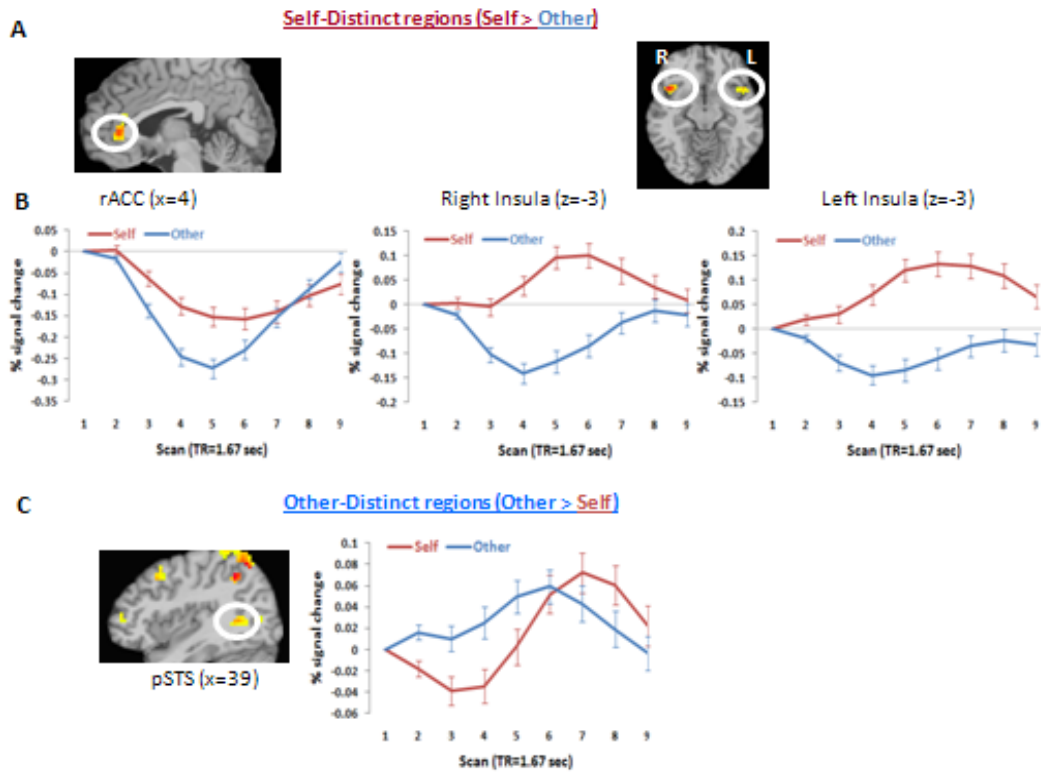 A
Self-Distinct regions (Self > Other)
R L
rACC (x=4)
Right Insula (z=-3)
Left Insula (z=-3)
B
Self Other
% signal change
0.05
0
-0.05
-0.1
-0.15
-0.2
-0.25
-0.3
-0.35
1 2 3 4 5 6 7 8 9
Scan (TR=1.67 sec)
Self Other
% signal change
0.15
0.1
0.05
0
-0.05
-0.1
-0.15
-0.2
1 2 3 4 5 6 7 8 9
Scan (TR=1.67 sec)
Self Other
% signal change
0.2
0.15
0.1
0.05
0
-0.05
-0.1
-0.15
1 2 3 4 5 6 7 8 9
Scan (TR=1.67 sec)
C
Other-Distinct regions (Other > Self)
pSTS (x=39)
Self Other
% signal change
0.1
0.08
0.06
0.04
0.02
0
-0.02
-0.04
-0.06
1 2 3 4 5 6 7 8 9
Scan (TR=1.67 sec)